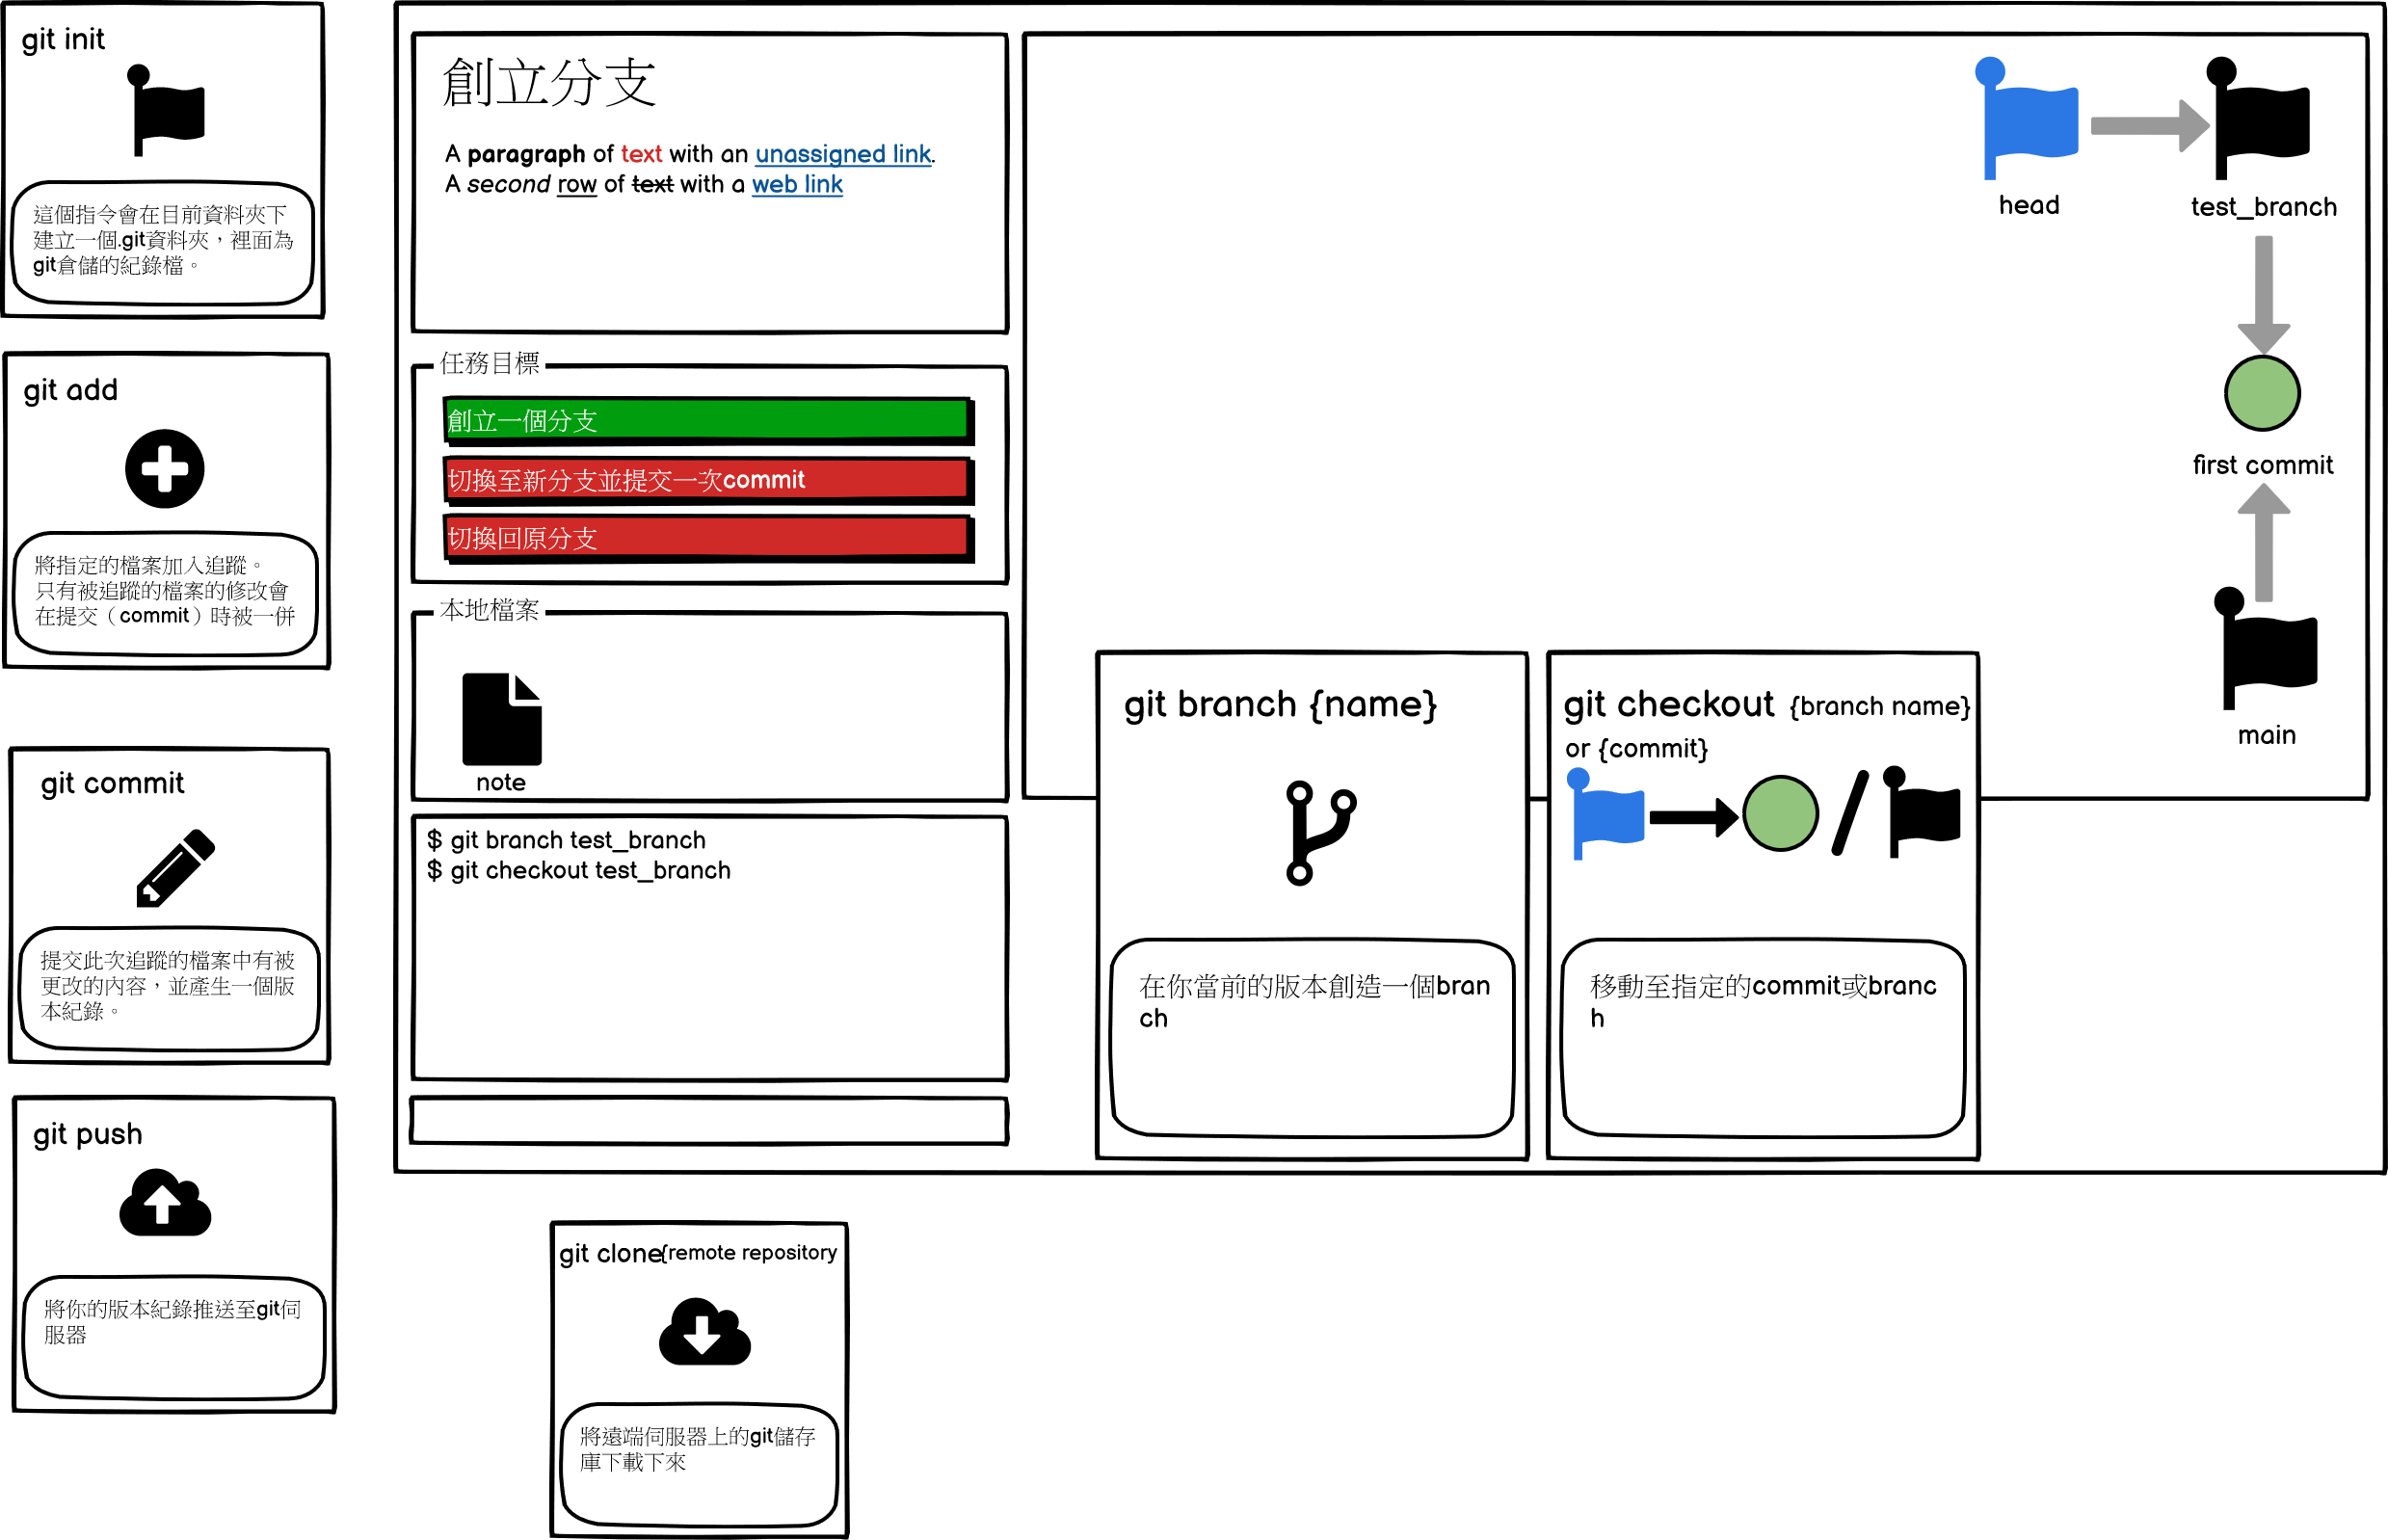 git init
這個指令會在目前資料夾下
建立一個.git資料夾，裡面為
git倉儲的紀錄檔。
git add
將指定的檔案加入追蹤。
只有被追蹤的檔案的修改會
在提交（commit）時被一併
git commit
提交此次追蹤的檔案中有被
更改的內容，並產生一個版
本紀錄。
git push
將你的版本紀錄推送至git伺
服器
創立分支
A paragraph of text with an unassigned link.
A second row of text with a web link
任務目標
創立一個分支
切換至新分支並提交一次commit
切換回原分支
本地檔案
note
$ git branch test_branch
$ git checkout test_branch
head
test_branch
first commit
main
git branch {name}
在你當前的版本創造一個bran
ch
git checkout {branch name}
or {commit}
移動至指定的commit或branc
h
git clone{remote repository
將遠端伺服器上的git儲存
庫下載下來